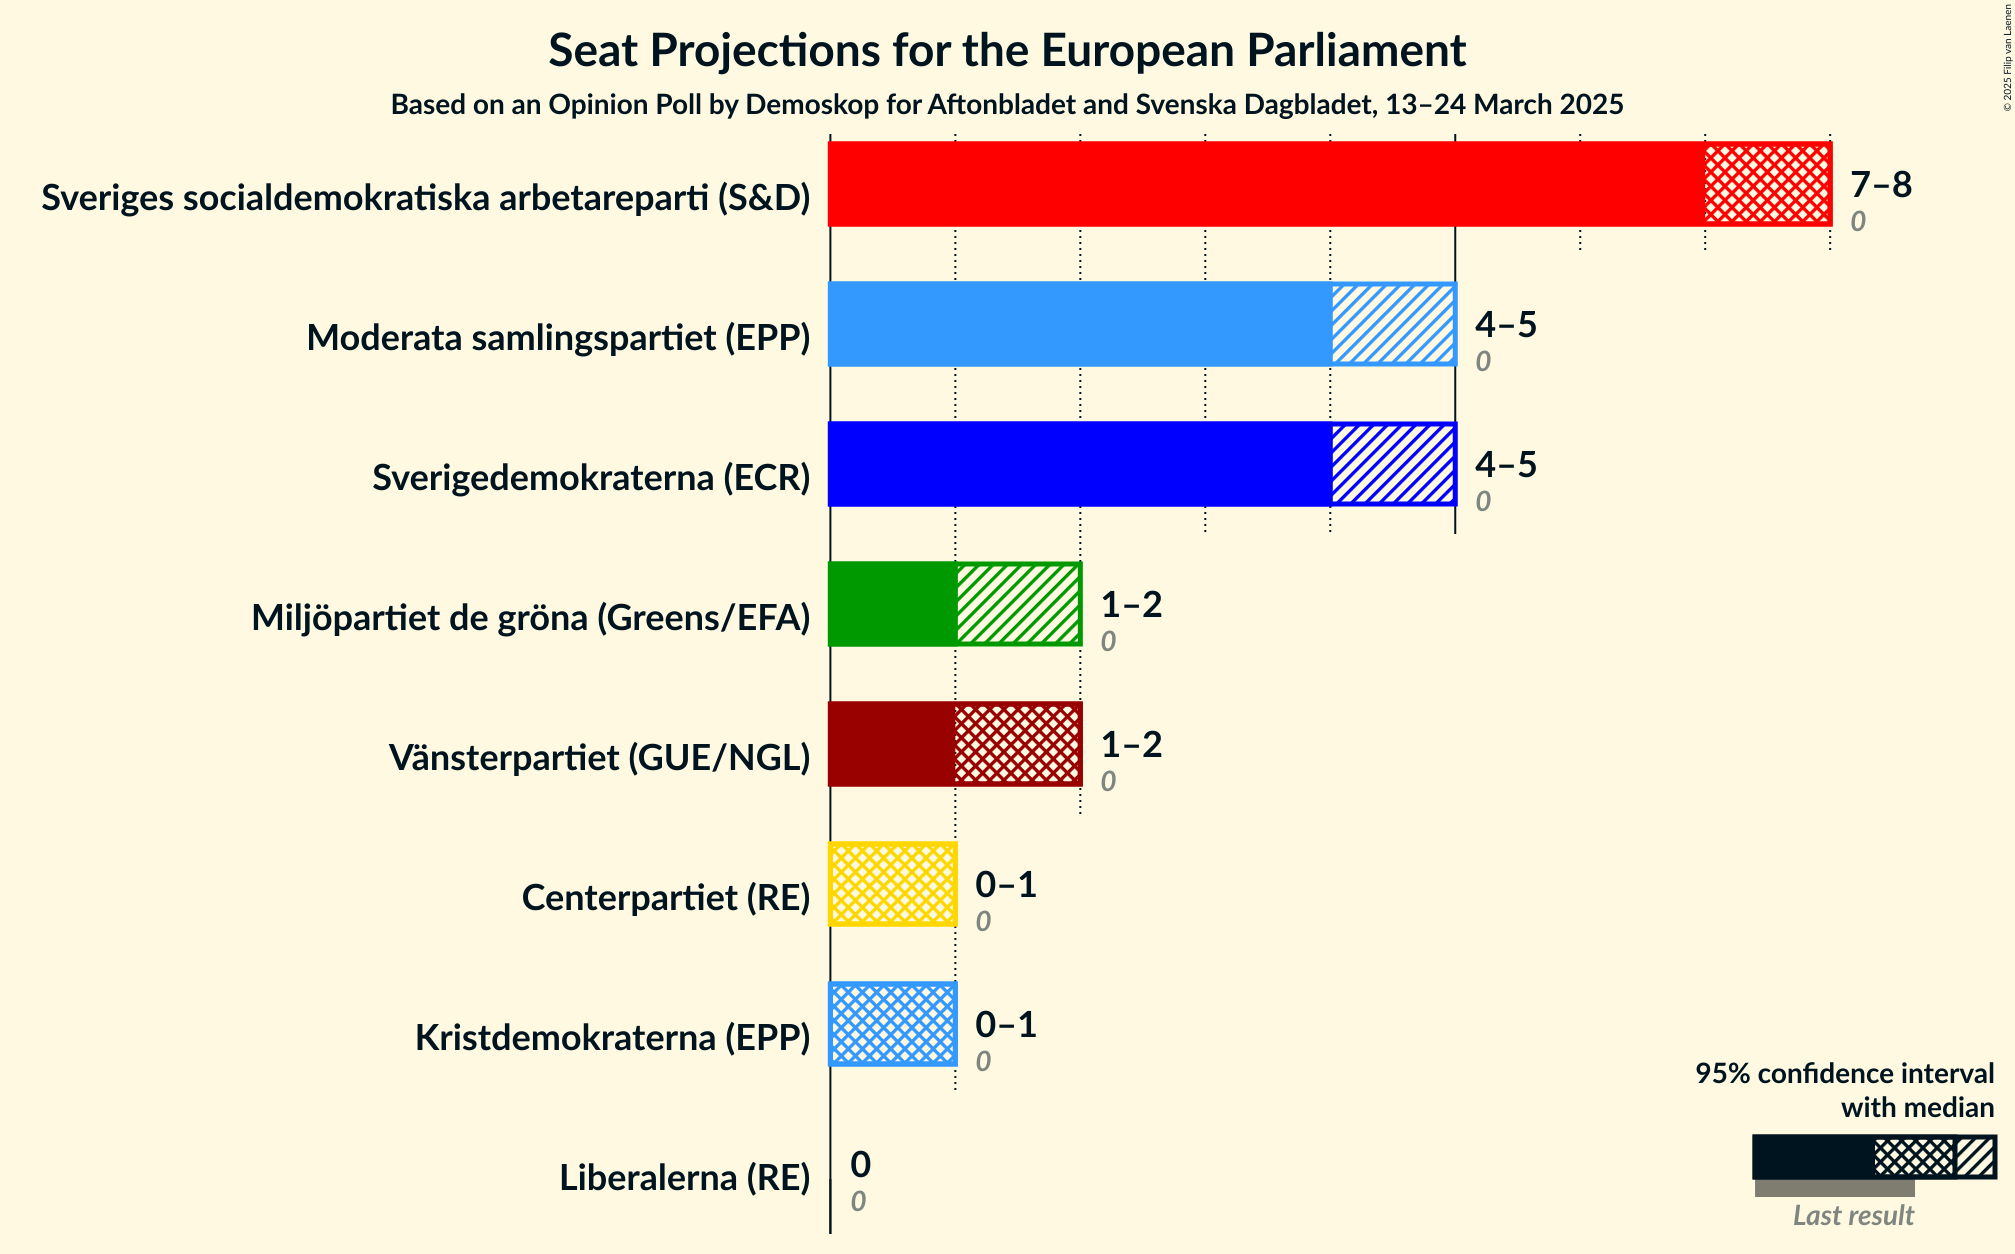 Seat Projections for the European Parliament
Based on an Opinion Poll by Demoskop for Aftonbladet and Svenska Dagbladet, 13–24 March 2025
© 2025 Filip van Laenen
Sveriges socialdemokratiska arbetareparti (S&D)
7–8
0
Moderata samlingspartiet (EPP)
4–5
0
Sverigedemokraterna (ECR)
4–5
0
Miljöpartiet de gröna (Greens/EFA)
1–2
0
Vänsterpartiet (GUE/NGL)
1–2
0
Centerpartiet (RE)
0–1
0
Kristdemokraterna (EPP)
0–1
0
Liberalerna (RE)
0
0
95% confidence interval
with median
Last result